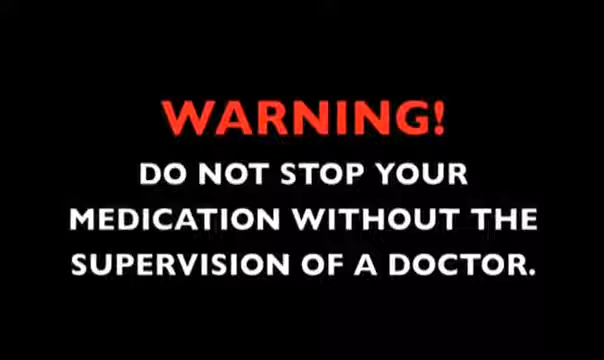 WARNING!
DO NOT STOP YOUR
MEDICATION WITHOUT THE
SUPERVISION OF A DOCTOR.